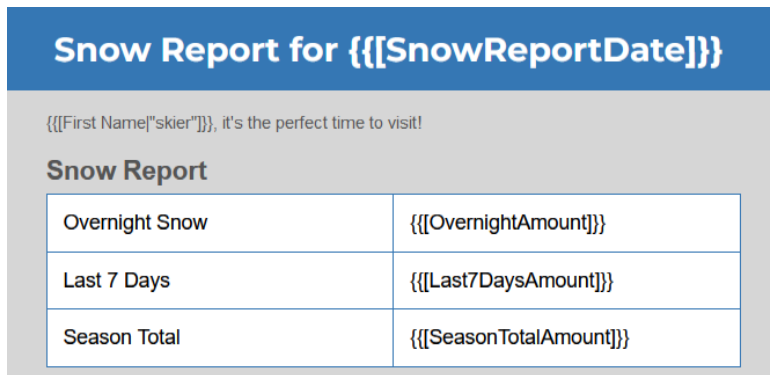 Snow Report for {{[SnowReportDate]}}
{{[First Name|"skier"]}}, it's the perfect time to visit!
Snow Report
Overnight Snow {{[OvernightAmount]}}
Last 7 Days {{[Last7DaysAmount]}}
Season Total {{[SeasonTotalAmount]}}